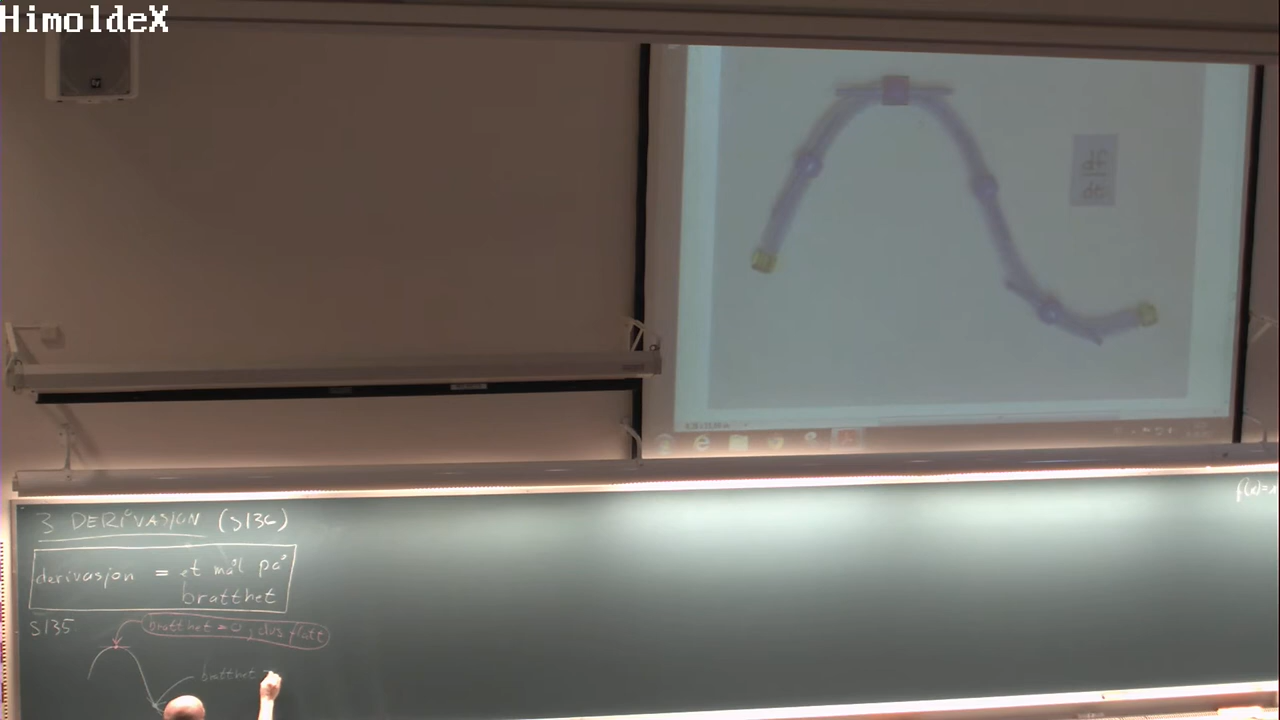 HimoldeX
df
dt
3 DERIVASJON (S136)
derivasjon = et mål på
bratthet
S135
bratthet = 0, dvs flatt
bratthet